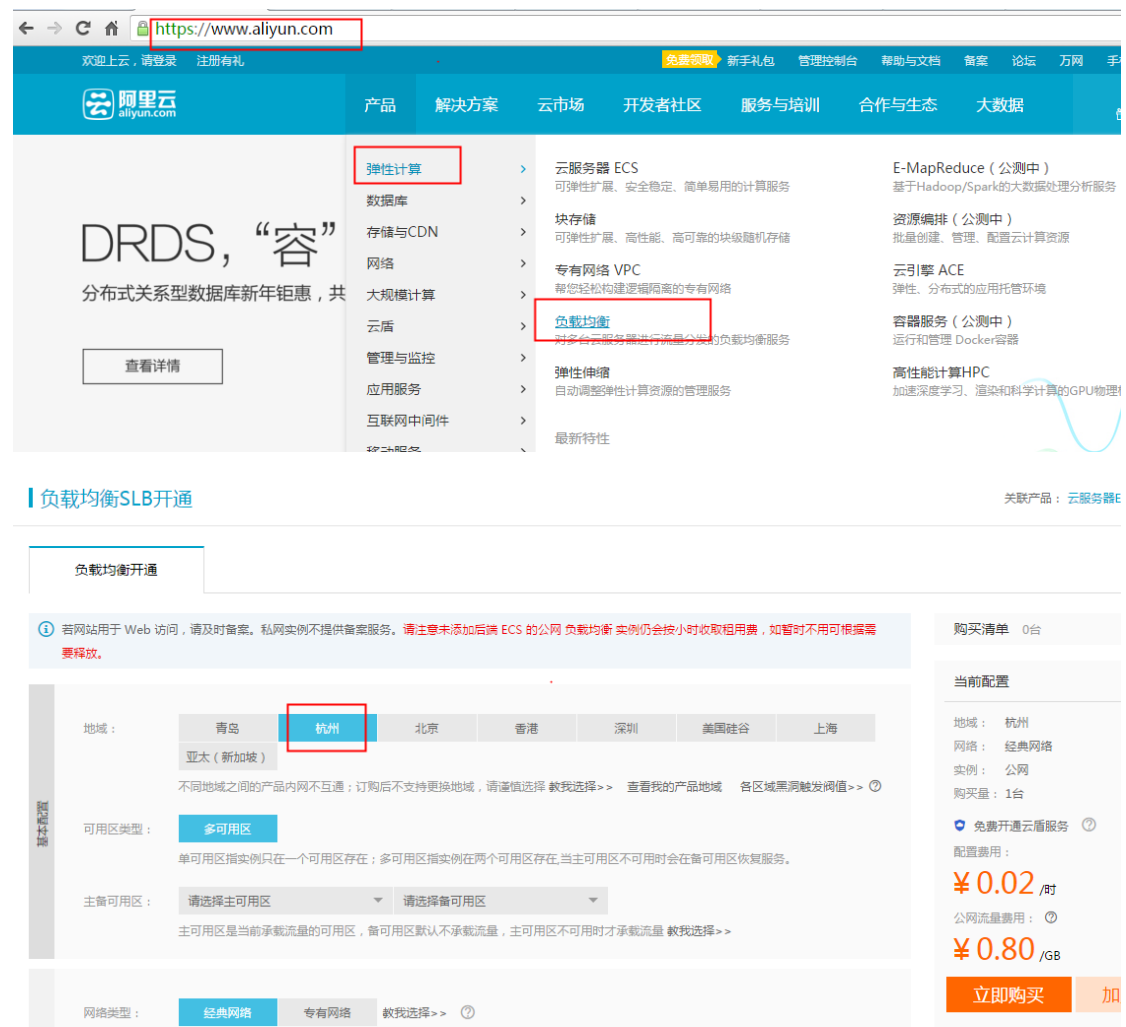 https://www.aliyun.com
欢迎上云，请登录 注册有礼 免费领取 新手礼包 管理控制台 帮助与文档 备案 论坛 万网
阿里云
aliyun.com
产品 解决方案 云市场 开发者社区 服务与培训 合作与生态 大数据
DRDS，“容”
分布式关系型数据库新年钜惠，共
查看详情
弹性计算
数据库
存储与CDN
网络
大规模计算
云盾
管理与监控
应用服务
互联网中间件
移动服务
云服务器 ECS
可弹性扩展、安全稳定、简单易用的计算服务
块存储
可弹性扩展、高性能、高可靠的块级随机存储
专有网络 VPC
帮您轻松构建逻辑隔离的专有网络
负载均衡
对多台云服务器进行流量分发的负载均衡服务
弹性伸缩
自动调整弹性计算资源的管理服务
最新特性
E-MapReduce（公测中）
基于Hadoop/Spark的大数据处理分析服务
资源编排（公测中）
批量创建、管理、配置云计算资源
云引擎 ACE
弹性、分布式的应用托管环境
容器服务（公测中）
运行和管理 Docker容器
高性能计算HPC
加速深度学习、渲染和科学计算的GPU物理
负载均衡SLB开通
关联产品：云服务器E
负载均衡开通
若网站用于 Web 访问，请及时备案。私网实例不提供备案服务。请注意未添加后端 ECS 的公网 负载均衡 实例仍会按小时收取租用费，如暂时不用可根据需
要释放。
基本配置
地域： 青岛 杭州 北京 香港 深圳 美国硅谷 上海
亚太（新加坡）
不同地域之间的产品内网不互通；订购后不支持更换地域，请谨慎选择 教我选择>> 查看我的产品地域 各区域黑洞触发阀值>>
可用区类型： 多可用区
单可用区指实例只在一个可用区存在；多可用区指实例在两个可用区存在,当主可用区不可用时会在备可用区恢复服务。
主备可用区： 请选择主可用区 请选择备可用区
主可用区是当前承载流量的可用区，备可用区默认不承载流量，主可用区不可用时才承载流量 教我选择>>
网络类型： 经典网络 专有网络 教我选择>>
购买清单 0台
当前配置
地域： 杭州
网络： 经典网络
实例： 公网
购买量：1台
免费开通云盾服务
配置费用：
¥ 0.02 /时
公网流量费用：
¥ 0.80 /GB
立即购买 加